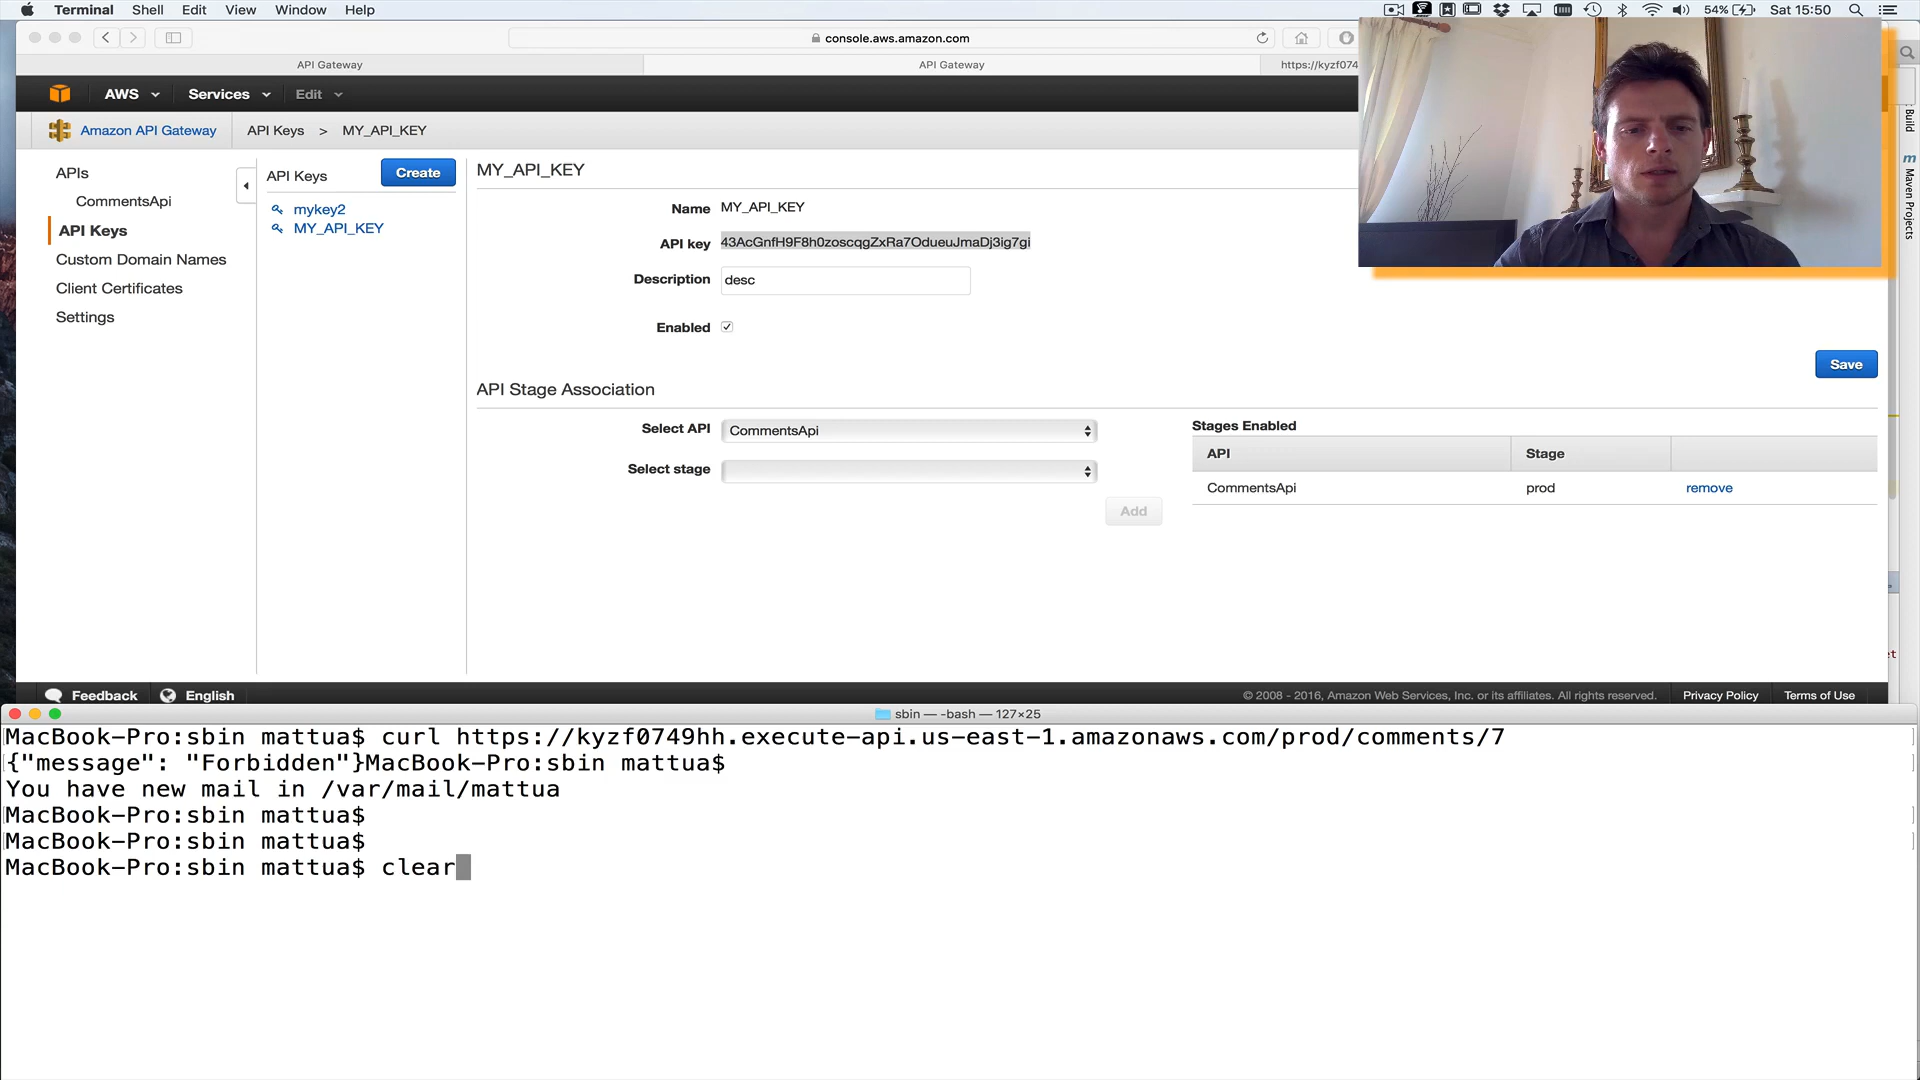 Terminal Shell Edit View Window Help
54% Sat 15:50
console.aws.amazon.com
API Gateway
API Gateway
https://kyzf074
AWS Services Edit
Amazon API Gateway
API Keys > MY_API_KEY
APIs
CommentsApi
API Keys
Custom Domain Names
Client Certificates
Settings
API Keys
Create
mykey2
MY_API_KEY
MY_API_KEY
Name MY_API_KEY
API key 43AcGnfH9F8h0zoscqgZxRa7OdueuJmaDj3ig7gi
Description desc
Enabled
Save
API Stage Association
Select API CommentsApi
Select stage
Add
Stages Enabled
API Stage
CommentsApi prod remove
Build
Maven Projects
et
Feedback English
© 2008 - 2016, Amazon Web Services, Inc. or its affiliates. All rights reserved. Privacy Policy Terms of Use
sbin — -bash — 127×25
MacBook-Pro:sbin mattua$ curl https://kyzf0749hh.execute-api.us-east-1.amazonaws.com/prod/comments/7
{"message": "Forbidden"}MacBook-Pro:sbin mattua$
You have new mail in /var/mail/mattua
MacBook-Pro:sbin mattua$
MacBook-Pro:sbin mattua$
MacBook-Pro:sbin mattua$ clear